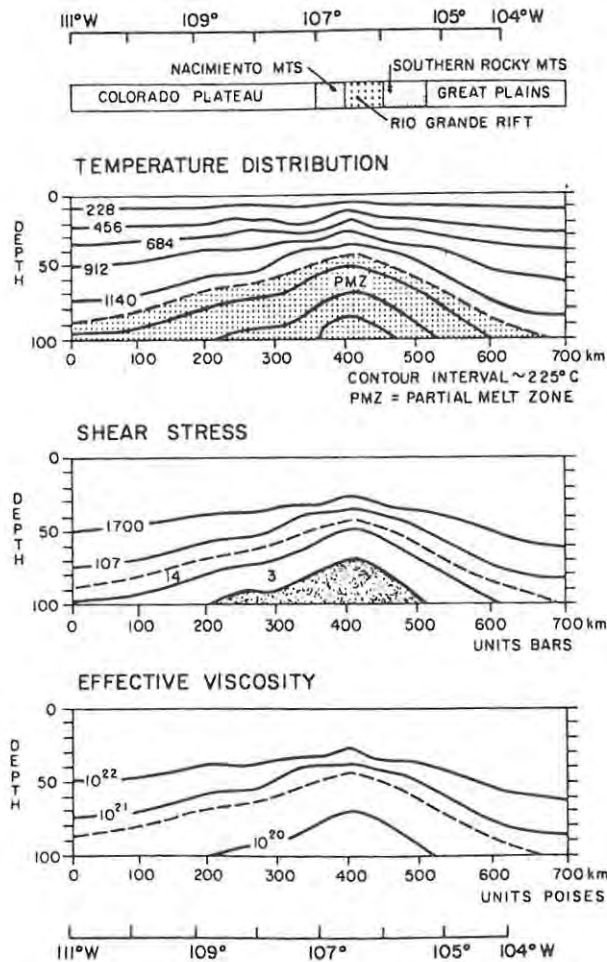 111°W 109° 107° 105° 104°W
NACIMIENTO MTS SOUTHERN ROCKY MTS
COLORADO PLATEAU GREAT PLAINS
RIO GRANDE RIFT
TEMPERATURE DISTRIBUTION
DEPTH
0
228
456
684
50
912
PMZ
1140
100
0 100 200 300 400 500 600 700 km
CONTOUR INTERVAL ~225°C
PMZ = PARTIAL MELT ZONE
SHEAR STRESS
DEPTH
0
50
1700
107
14 3
100
0 100 200 300 400 500 600 700 km
UNITS BARS
EFFECTIVE VISCOSITY
DEPTH
0
50
10²²
10²¹
10²⁰
100
0 100 200 300 400 500 600 700 km
UNITS POISES
111°W 109° 107° 105° 104°W